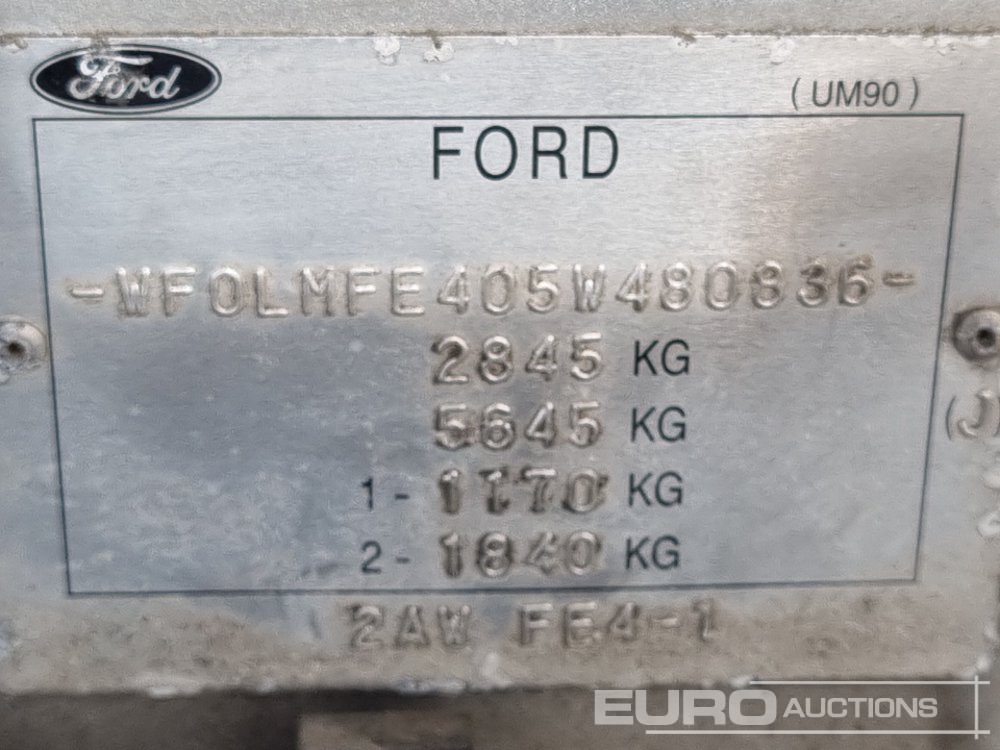 Ford
( UM90 )
FORD
-WF0LMFE405W480836-
2845 KG
5645 KG
(J)
1 - 1170 KG
2 - 1840 KG
2AW FE4-1
EURO AUCTIONS